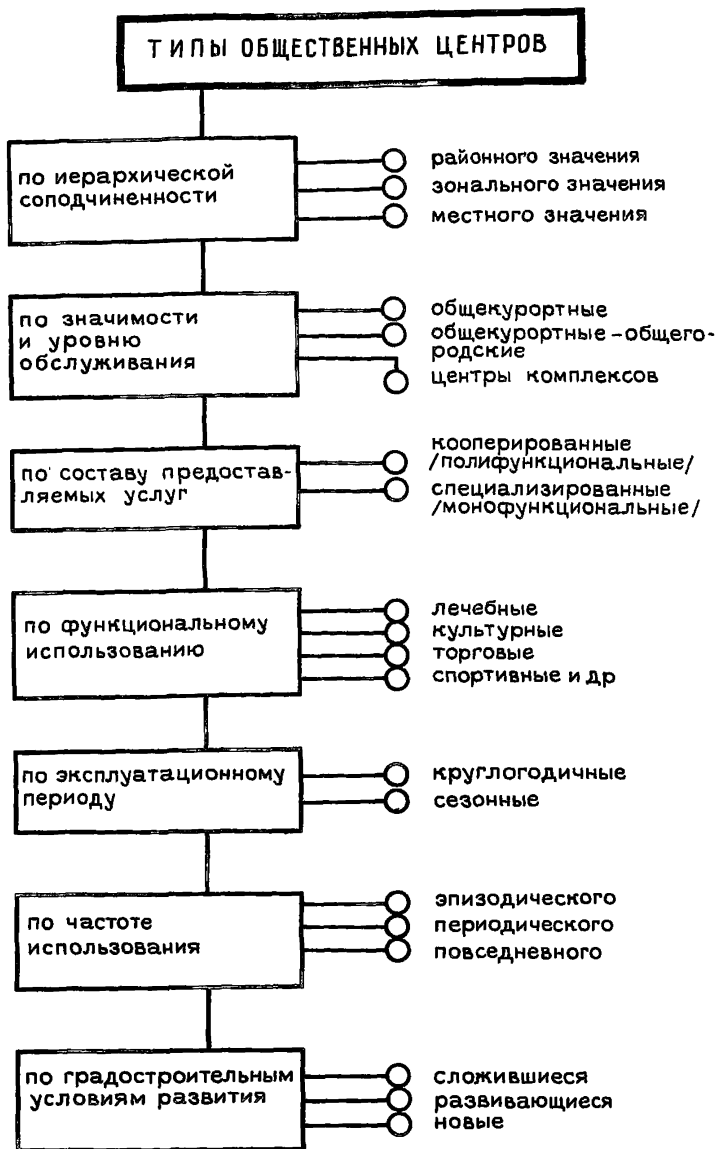 ТИПЫ ОБЩЕСТВЕННЫХ ЦЕНТРОВ
по иерархической
соподчиненности
районного значения
зонального значения
местного значения
по значимости
и уровню
обслуживания
общекурортные
общекурортные-общего-
родские
центры комплексов
по составу предостав-
ляемых услуг
кооперированные
/полифункциональные/
специализированные
/монофункциональные/
по функциональному
использованию
лечебные
культурные
торговые
спортивные и др
по эксплуатационному
периоду
круглогодичные
сезонные
по частоте
использования
эпизодического
периодического
повседневного
по градостроительным
условиям развития
сложившиеся
развивающиеся
новые